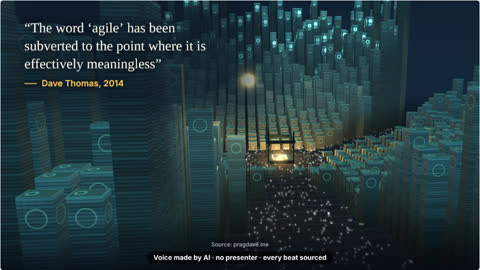 “The word ‘agile’ has been
subverted to the point where it is
effectively meaningless”
— Dave Thomas, 2014
Source: pragdave.me
Voice made by AI · no presenter · every beat sourced